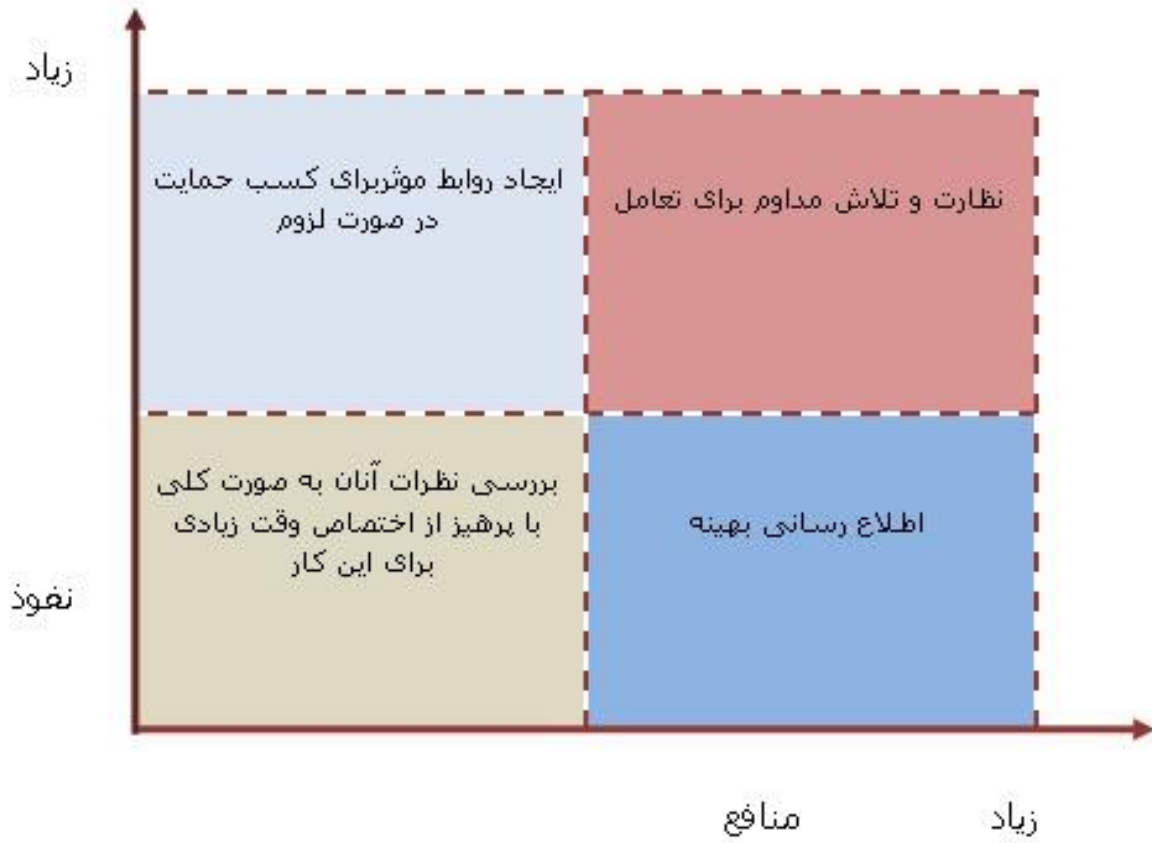 زیاد
ایجاد روابط موثربرای کسب حمایت
در صورت لزوم
نظارت و تلاش مداوم برای تعامل
بررسی نظرات آنان به صورت کلی
با پرهیز از اختصاص وقت زیادی
برای این کار
اطلاع رسانی بهینه
نفوذ
منافع
زیاد